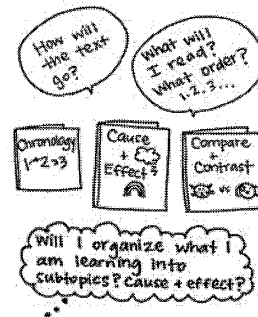 How will
the text
go?
What will
I read?
What order?
1-2-3...
Chronology
1→2→3
Cause
+
Effect
Compare
+
Contrast
vs
Will I organize what I
am learning into
subtopics? Cause + effect?